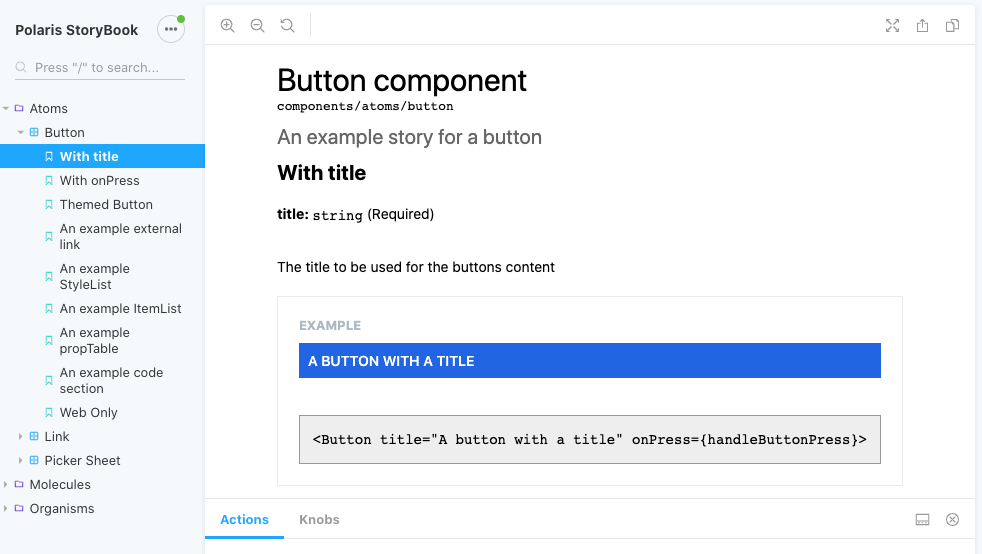 Polaris StoryBook
Press "/" to search...
Atoms
Button
With title
With onPress
Themed Button
An example external
link
An example
StyleList
An example ItemList
An example
propTable
An example code
section
Web Only
Link
Picker Sheet
Molecules
Organisms
Button component
components/atoms/button
An example story for a button
With title
title: string (Required)
The title to be used for the buttons content
EXAMPLE
A BUTTON WITH A TITLE
<Button title="A button with a title" onPress={handleButtonPress}>
Actions
Knobs